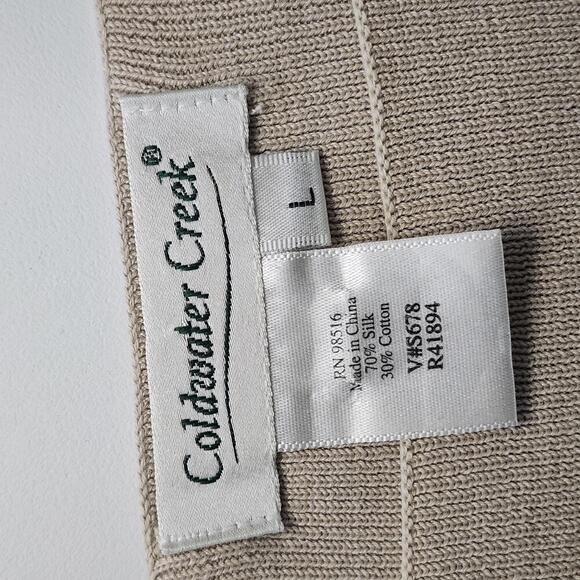 Coldwater Creek®
L
RN 98516
Made in China
70% Silk
30% Cotton
V#S678
R41894